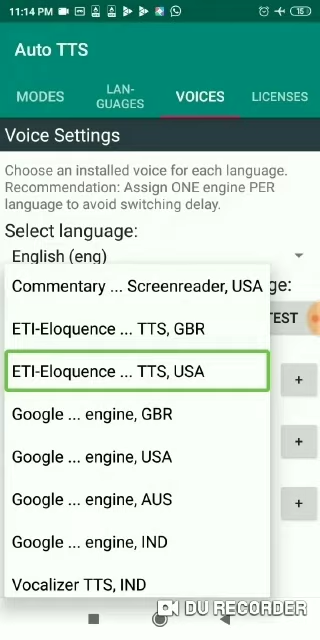 11:14 PM
15
Auto TTS
MODES
LAN-
GUAGES
VOICES
LICENSES
Voice Settings
Choose an installed voice for each language.
Recommendation: Assign ONE engine PER
language to avoid switching delay.
Select language:
English (eng)
ge:
Commentary ... Screenreader, USA
TEST
ETI-Eloquence ... TTS, GBR
ETI-Eloquence ... TTS, USA
+
Google ... engine, GBR
Google ... engine, USA
+
Google ... engine, AUS
+
Google ... engine, IND
Vocalizer TTS, IND
DU RECORDER